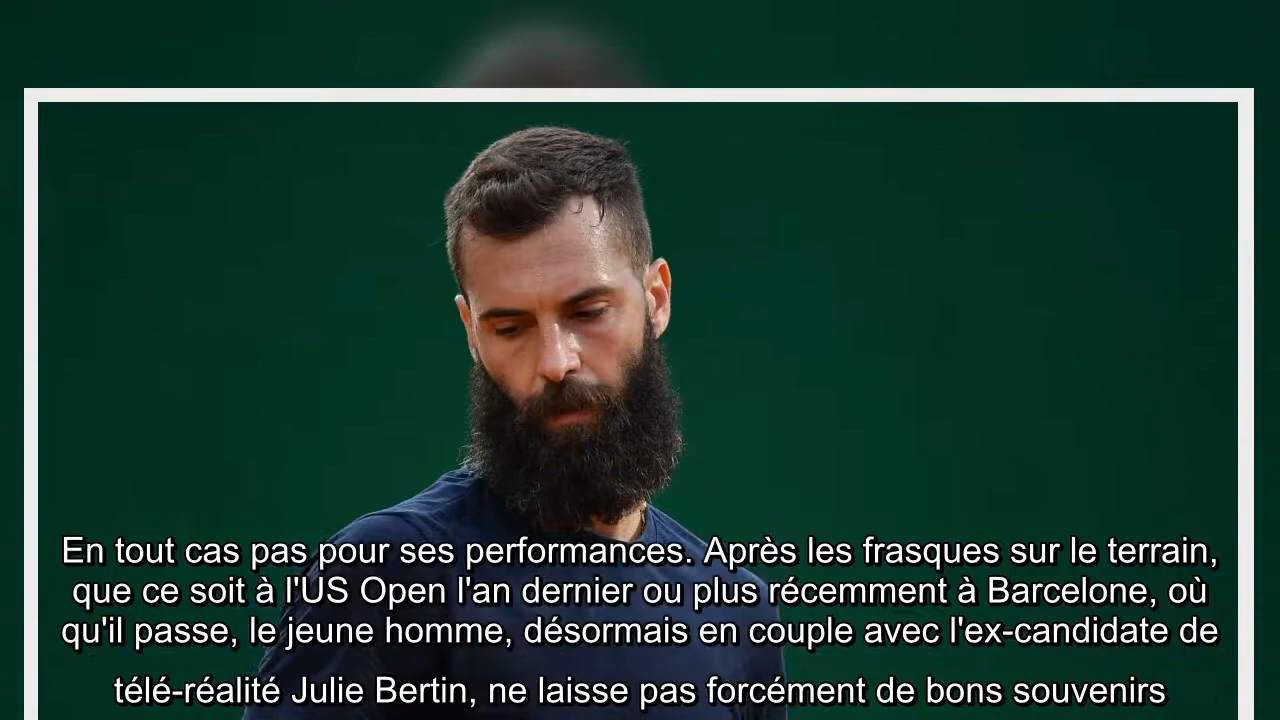 En tout cas pas pour ses performances. Après les frasques sur le terrain,
que ce soit à l'US Open l'an dernier ou plus récemment à Barcelone, où
qu'il passe, le jeune homme, désormais en couple avec l'ex-candidate de
télé-réalité Julie Bertin, ne laisse pas forcément de bons souvenirs